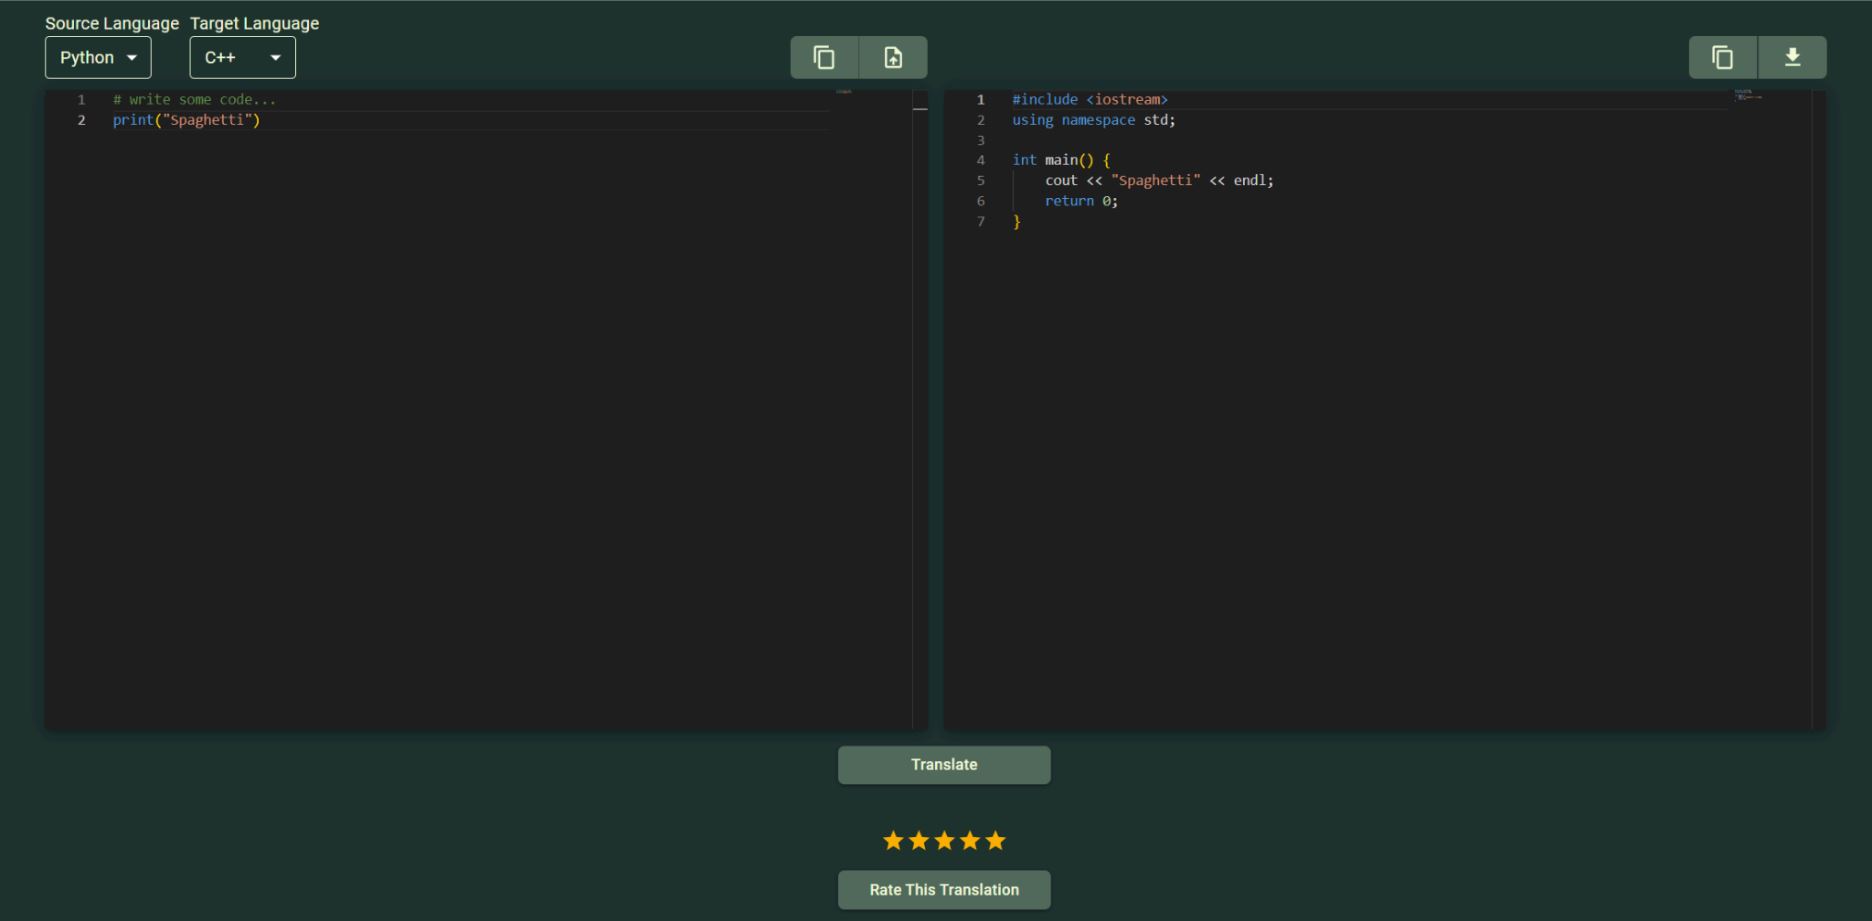 Source Language Target Language
Python C++
1 # write some code...
2 print("Spaghetti")
1 #include <iostream>
2 using namespace std;
3
4 int main() {
5     cout << "Spaghetti" << endl;
6     return 0;
7 }
Translate
Rate This Translation